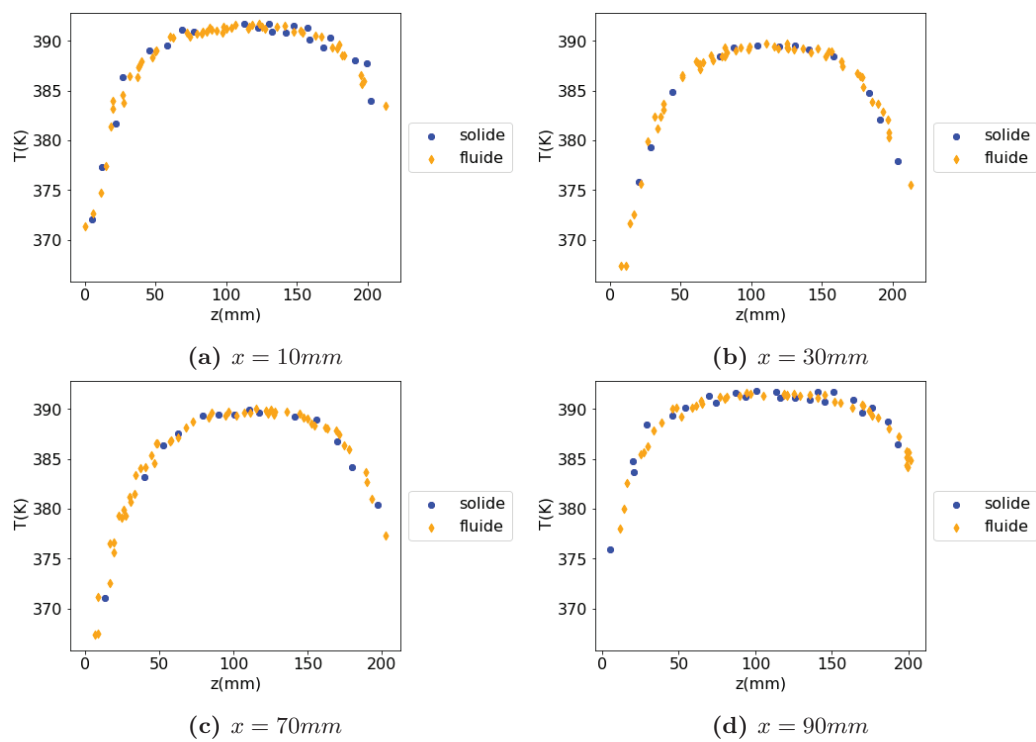 T(K)
390
385
380
375
370
0 50 100 150 200
z(mm)
solide
fluide
(a) x = 10mm
T(K)
390
385
380
375
370
0 50 100 150 200
z(mm)
solide
fluide
(b) x = 30mm
T(K)
390
385
380
375
370
0 50 100 150 200
z(mm)
solide
fluide
(c) x = 70mm
T(K)
390
385
380
375
370
0 50 100 150 200
z(mm)
solide
fluide
(d) x = 90mm